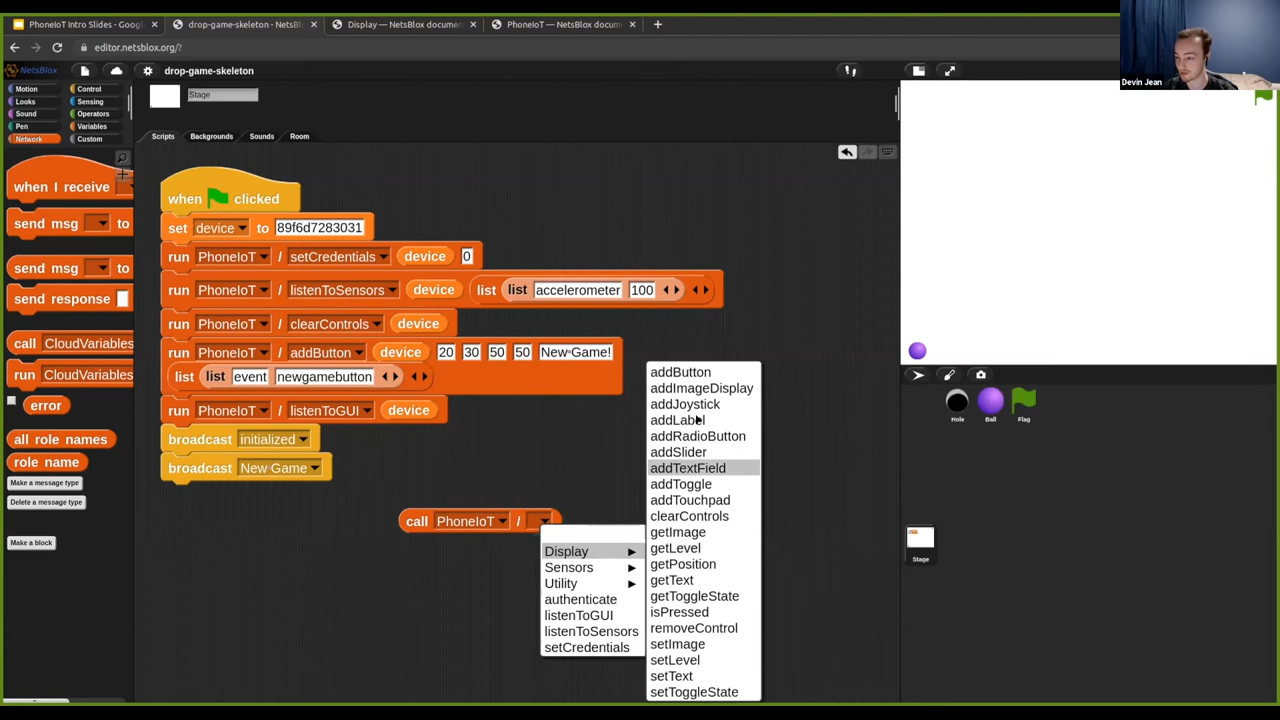 PhoneIoT Intro Slides - Googl
drop-game-skeleton - NetsBl
Display — NetsBlox documen
PhoneIoT — NetsBlox docum
editor.netsblox.org/?
Devin Jean
NetsBlox
drop-game-skeleton
Motion
Control
Looks
Sensing
Sound
Operators
Pen
Variables
Network
Custom
Stage
Scripts
Backgrounds
Sounds
Room
when I receive
send msg to
send msg to
send response
call CloudVariables
run CloudVariables
error
all role names
role name
Make a message type
Delete a message type
Make a block
when clicked
set device to 89f6d7283031
run PhoneIoT / setCredentials device 0
run PhoneIoT / listenToSensors device list list accelerometer 100
run PhoneIoT / clearControls device
run PhoneIoT / addButton device 20 30 50 50 New Game!
list list event newgamebutton
run PhoneIoT / listenToGUI device
broadcast initialized
broadcast New Game
call PhoneIoT /
Display
Sensors
Utility
authenticate
listenToGUI
listenToSensors
setCredentials
addButton
addImageDisplay
addJoystick
addLabel
addRadioButton
addSlider
addTextField
addToggle
addTouchpad
clearControls
getImage
getLevel
getPosition
getText
getToggleState
isPressed
removeControl
setImage
setLevel
setText
setToggleState
Hole
Ball
Flag
Stage